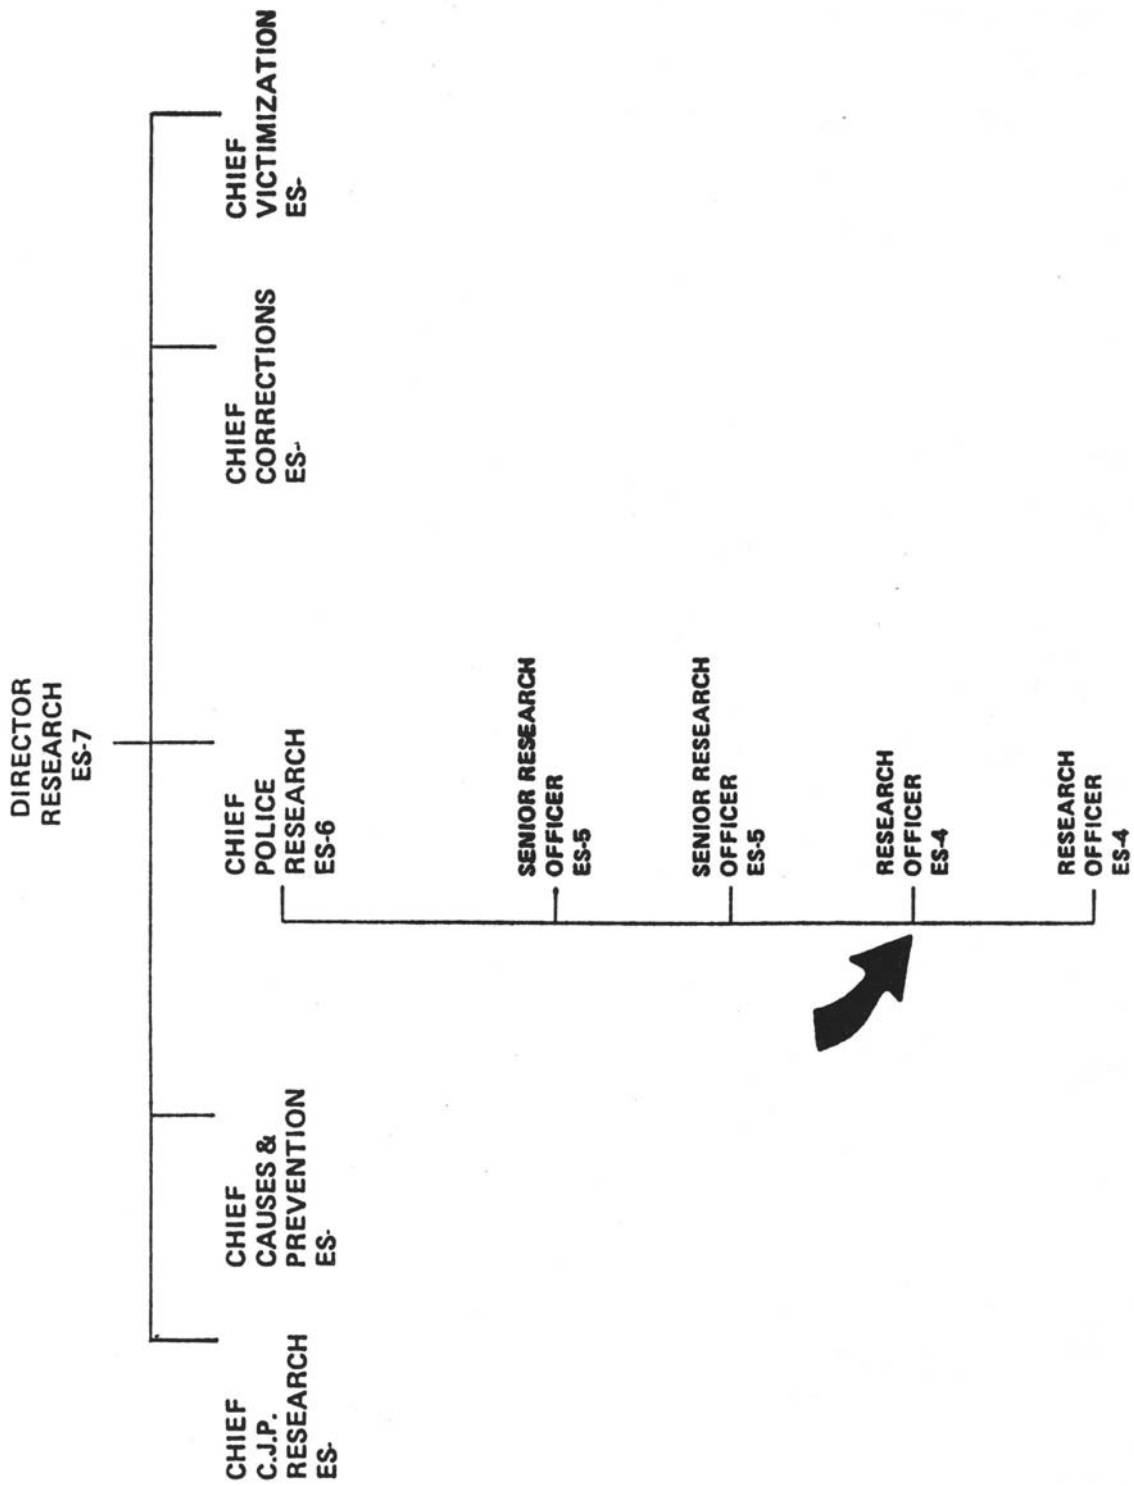 DIRECTOR
RESEARCH
ES-7
CHIEF
C.J.P.
RESEARCH
ES-
CHIEF
CAUSES &
PREVENTION
ES-
CHIEF
POLICE
RESEARCH
ES-6
CHIEF
CORRECTIONS
ES-
CHIEF
VICTIMIZATION
ES-
SENIOR RESEARCH
OFFICER
ES-5
SENIOR RESEARCH
OFFICER
ES-5
RESEARCH
OFFICER
ES-4
RESEARCH
OFFICER
ES-4